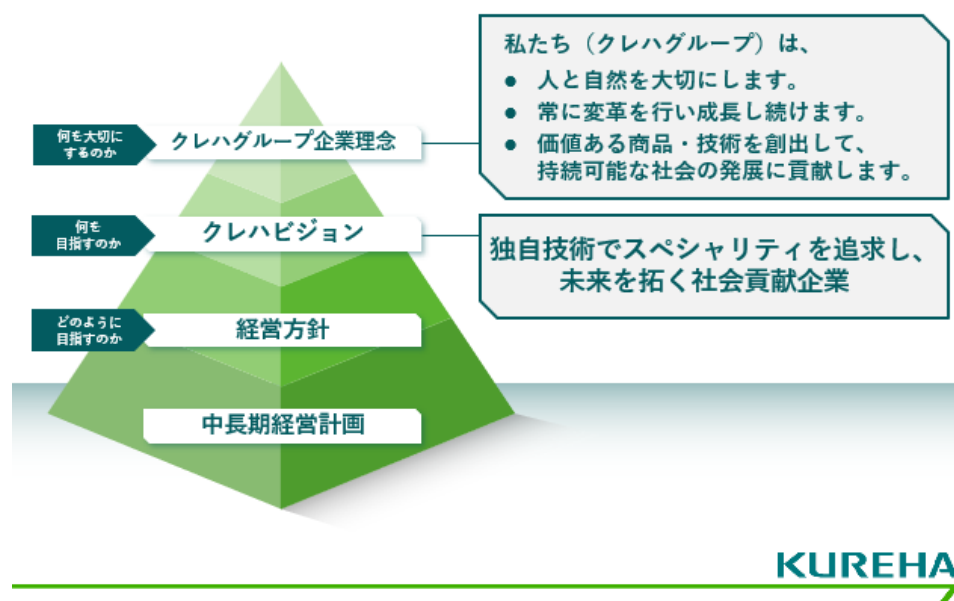 私たち（クレハグループ）は、
● 人と自然を大切にします。
● 常に変革を行い成長し続けます。
● 価値ある商品・技術を創出して、
持続可能な社会の発展に貢献します。
何を大切に
するのか
クレハグループ企業理念
何を
目指すのか
クレハビジョン
独自技術でスペシャリティを追求し、
未来を拓く社会貢献企業
どのように
目指すのか
経営方針
中長期経営計画
KUREHA